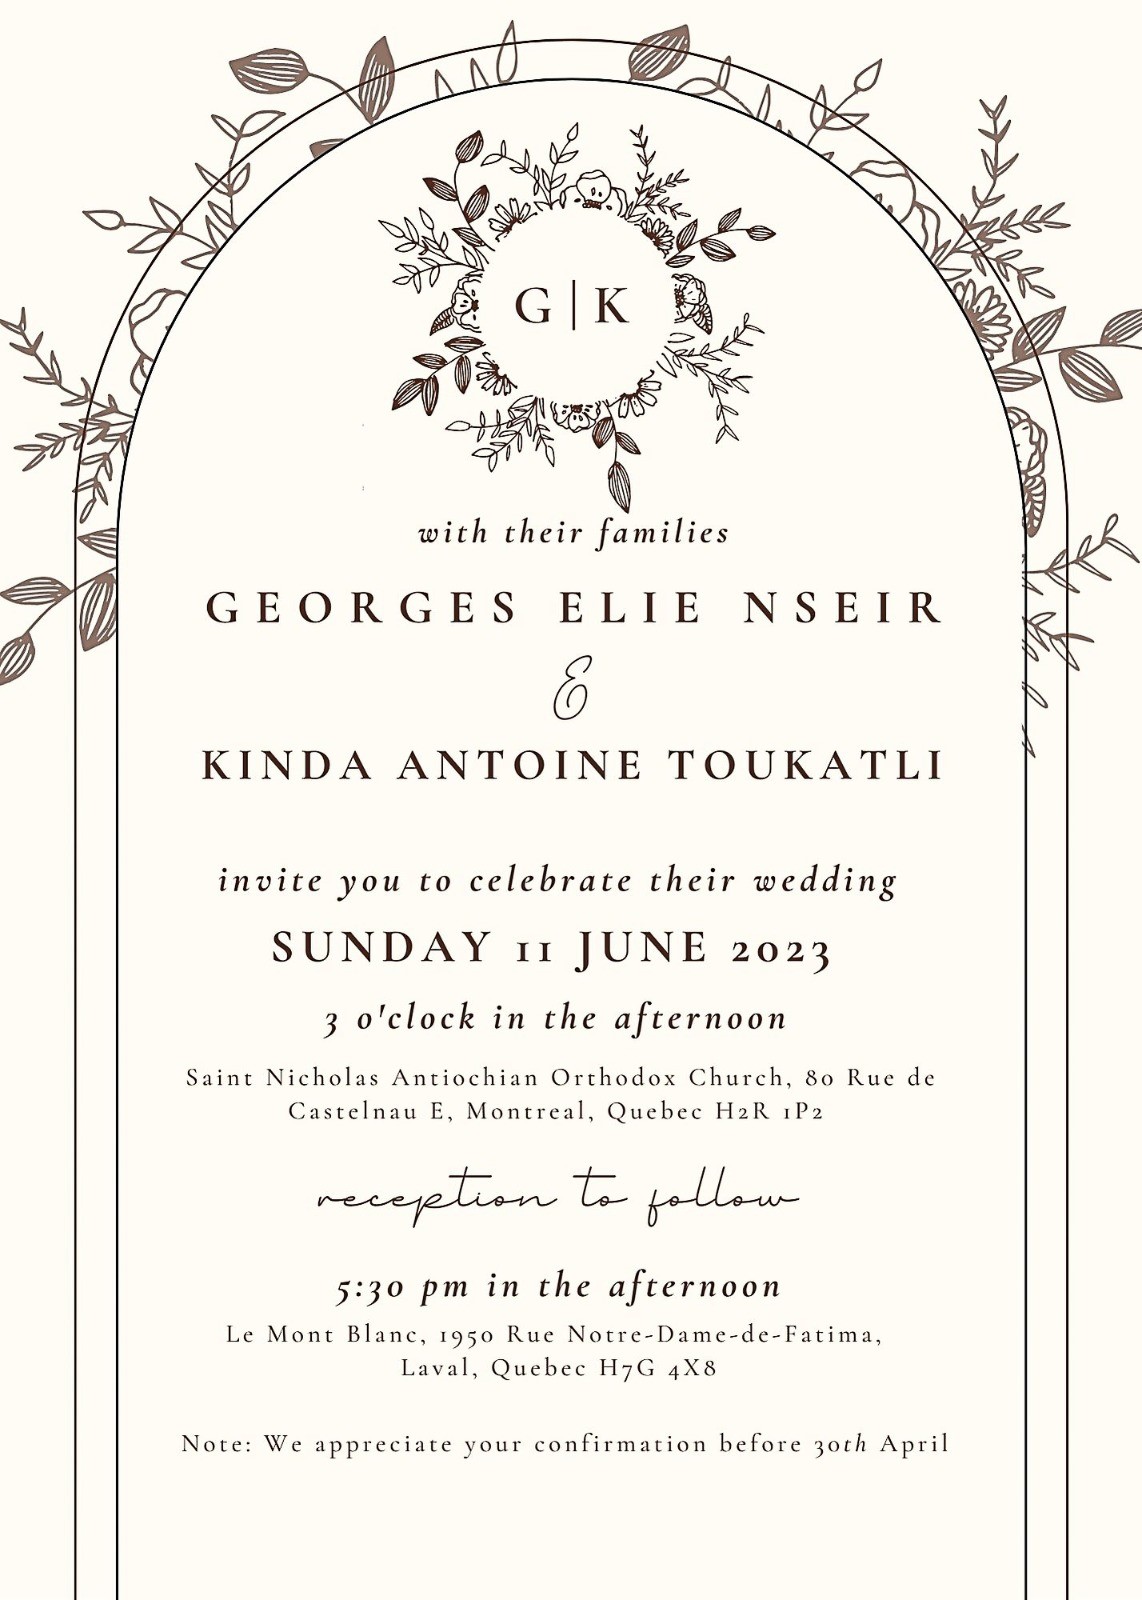 G|K
with their families
GEORGES ELIE NSEIR
&
KINDA ANTOINE TOUKATLI
invite you to celebrate their wedding
SUNDAY 11 JUNE 2023
3 o'clock in the afternoon
Saint Nicholas Antiochian Orthodox Church, 80 Rue de
Castelnau E, Montreal, Quebec H2R 1P2
reception to follow
5:30 pm in the afternoon
Le Mont Blanc, 1950 Rue Notre-Dame-de-Fatima,
Laval, Quebec H7G 4X8
Note: We appreciate your confirmation before 30th April